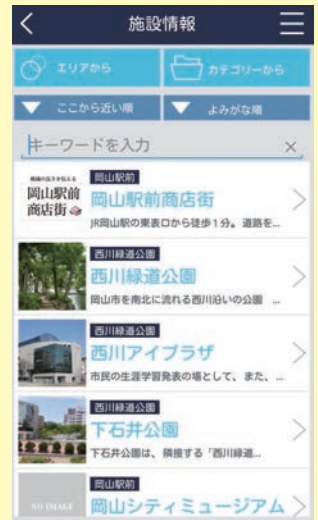 施設情報
エリアから
カテゴリーから
ここから近い順
よみがな順
キーワードを入力
岡山駅前
商店街
岡山駅前
岡山駅前商店街
JR岡山駅の東表口から徒歩1分。道路を...
西川緑道公園
西川緑道公園
岡山市を南北に流れる西川沿いの公園 ...
西川緑道公園
西川アイプラザ
市民の生涯学習発表の場として、また、...
西川緑道公園
下石井公園
下石井公園は、隣接する「西川緑道...
NO IMAGE
岡山駅前
岡山シティミュージアム